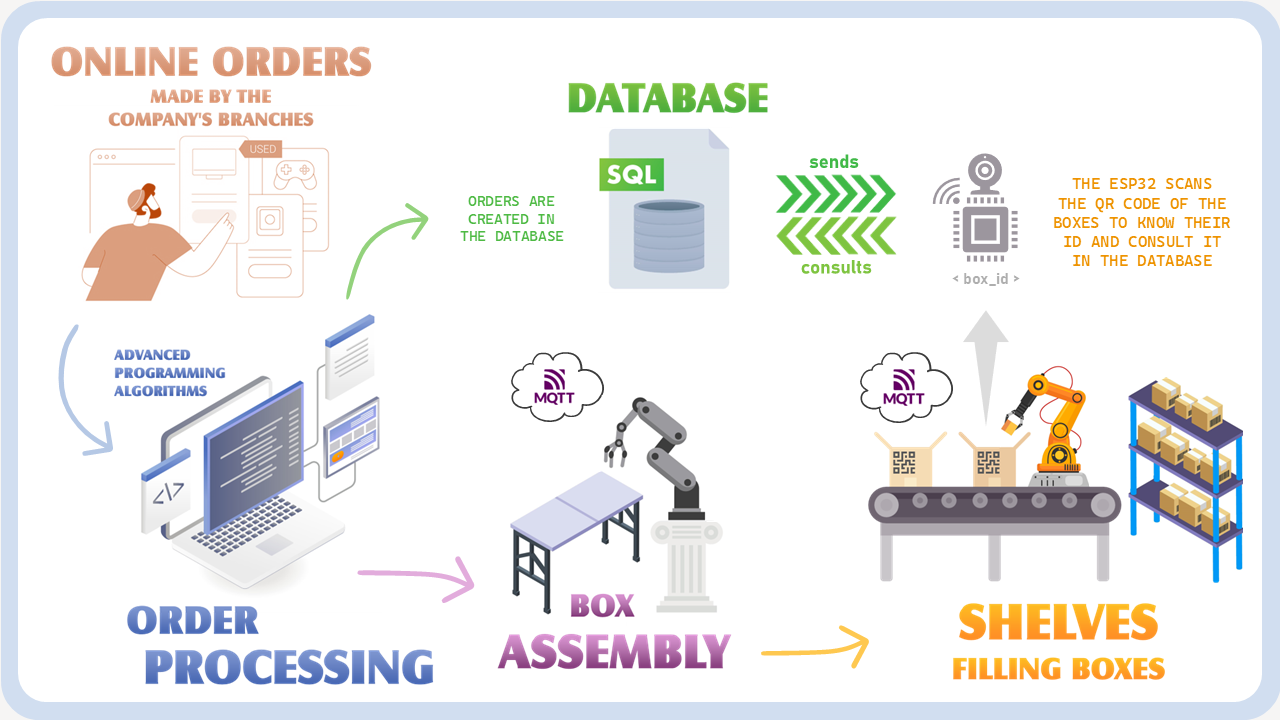 ONLINE ORDERS
MADE BY THE
COMPANY'S BRANCHES
USED
ADVANCED
PROGRAMMING
ALGORITHMS
</>
ORDER
PROCESSING
ORDERS ARE
CREATED IN
THE DATABASE
DATABASE
SQL
sends
consults
< box_id >
THE ESP32 SCANS
THE QR CODE OF THE
BOXES TO KNOW THEIR
ID AND CONSULT IT
IN THE DATABASE
MQTT
BOX
ASSEMBLY
MQTT
SHELVES
FILLING BOXES